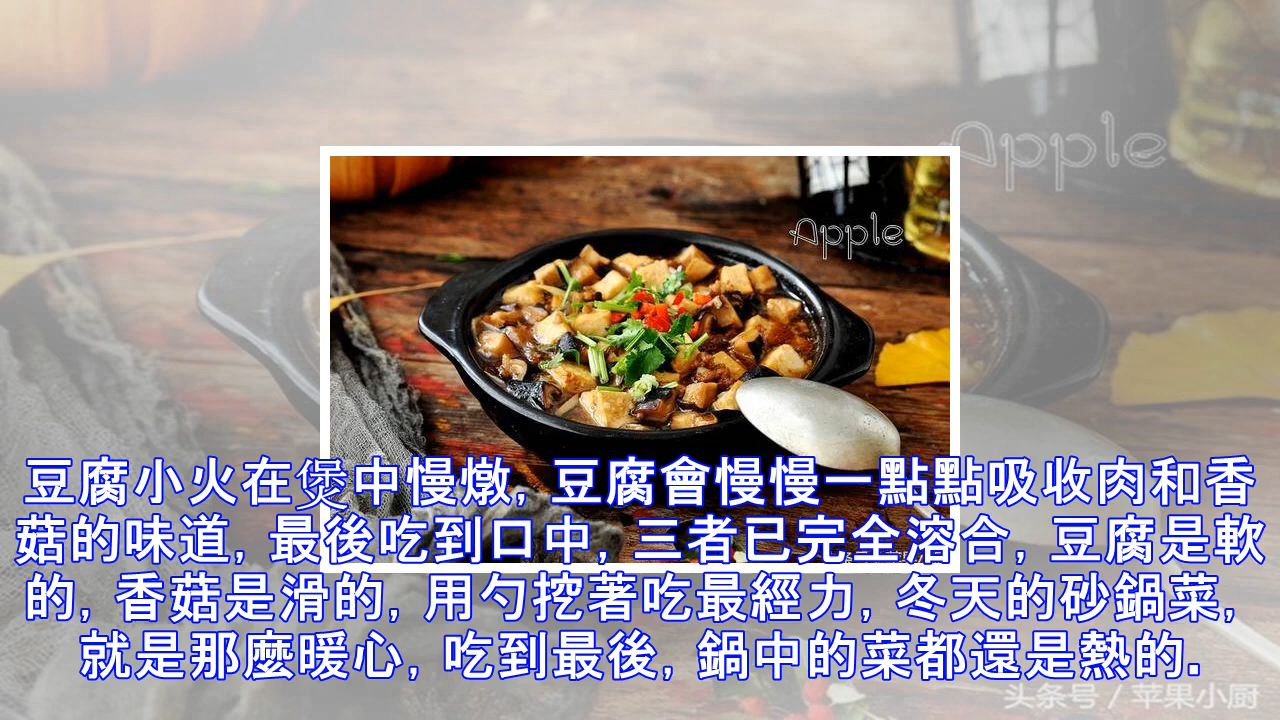 Apple
Apple
豆腐小火在煲中慢燉, 豆腐會慢慢一點點吸收肉和香
菇的味道, 最後吃到口中, 三者已完全溶合, 豆腐是軟
的, 香菇是滑的, 用勺挖著吃最經力, 冬天的砂鍋菜,
就是那麼暖心, 吃到最後, 鍋中的菜都還是熱的.
头条号 / 苹果小厨